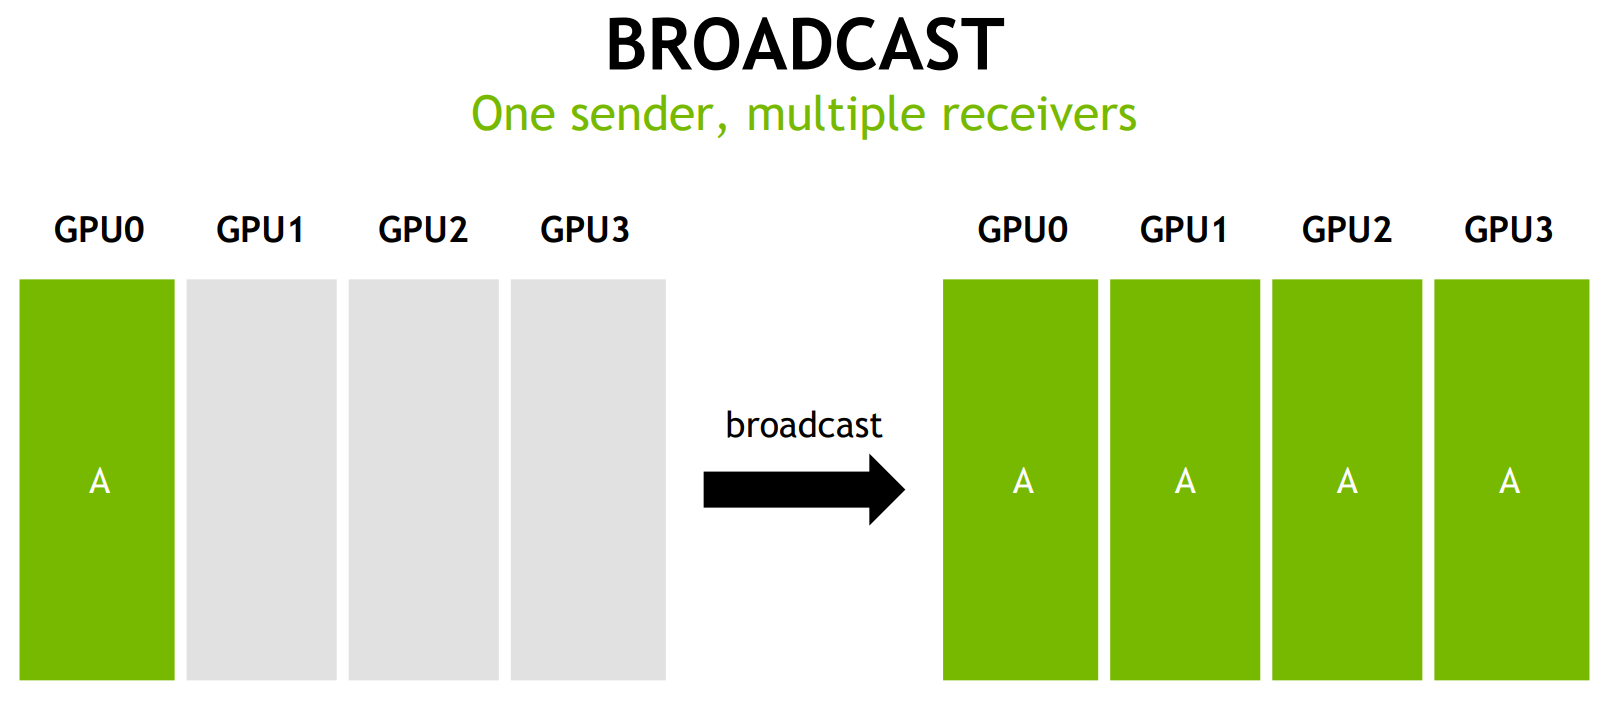 BROADCAST
One sender, multiple receivers
GPU0 GPU1 GPU2 GPU3
A
broadcast
GPU0 GPU1 GPU2 GPU3
A A A A